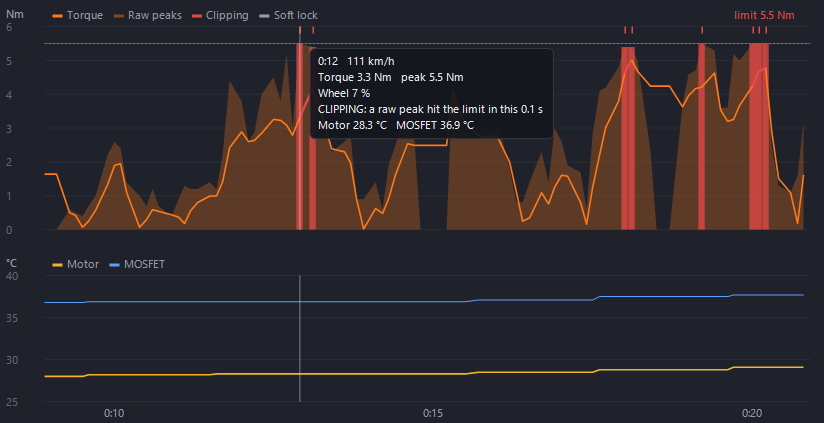 Nm Torque Raw peaks Clipping Soft lock limit 5.5 Nm
6
5
4
3
2
1
0
0:12 111 km/h
Torque 3.3 Nm peak 5.5 Nm
Wheel 7 %
CLIPPING: a raw peak hit the limit in this 0.1 s
Motor 28.3 °C MOSFET 36.9 °C
°C Motor MOSFET
40
35
30
25
0:10 0:15 0:20